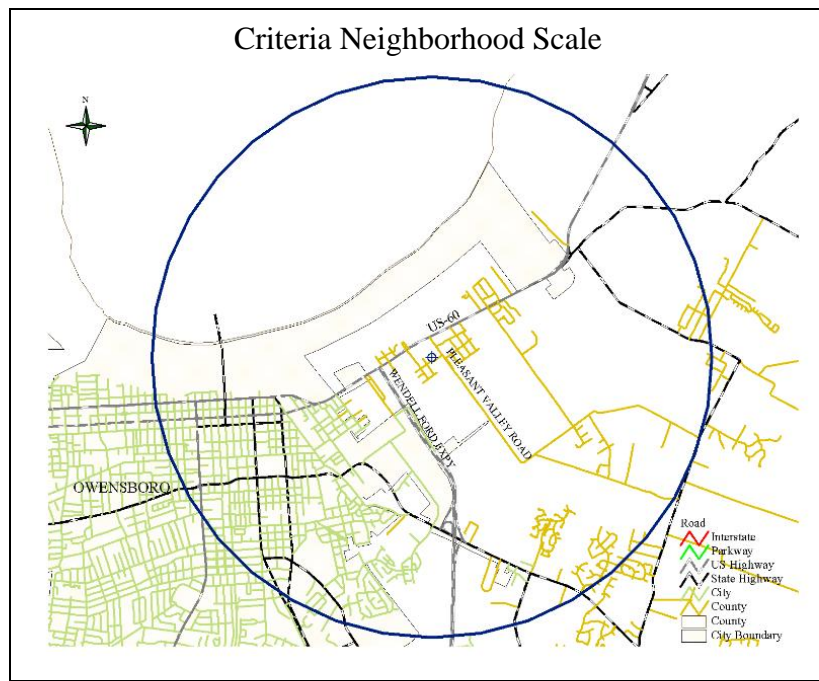 Criteria Neighborhood Scale
N
US-60
WENDELL FORD EXPY
PLEASANT VALLEY ROAD
OWENSBORO
Road
Interstate
Parkway
US Highway
State Highway
City
County
County
City Boundary